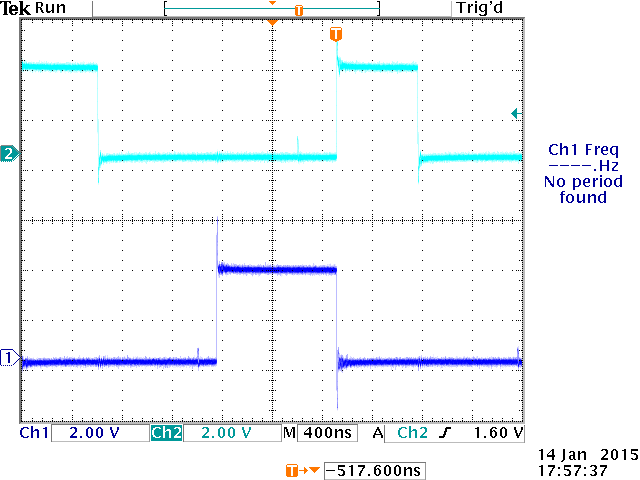 Tek Run Trig'd
T
T
2
Ch1 Freq
----.Hz
No period
found
1
Ch1 2.00 V Ch2 2.00 V M 400ns A Ch2 1.60 V
14 Jan 2015
T -517.600ns
17:57:37